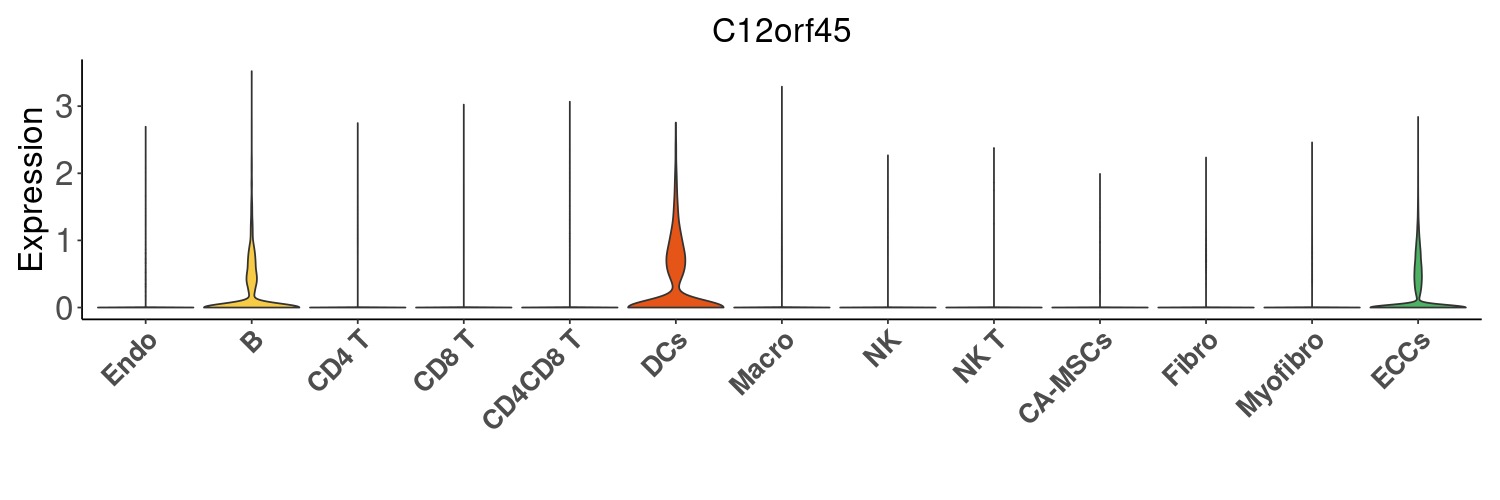 C12orf45
Expression
3
2
1
0
Endo
B
CD4 T
CD8 T
CD4CD8 T
DCs
Macro
NK
NK T
CA-MSCs
Fibro
Myofibro
ECCs